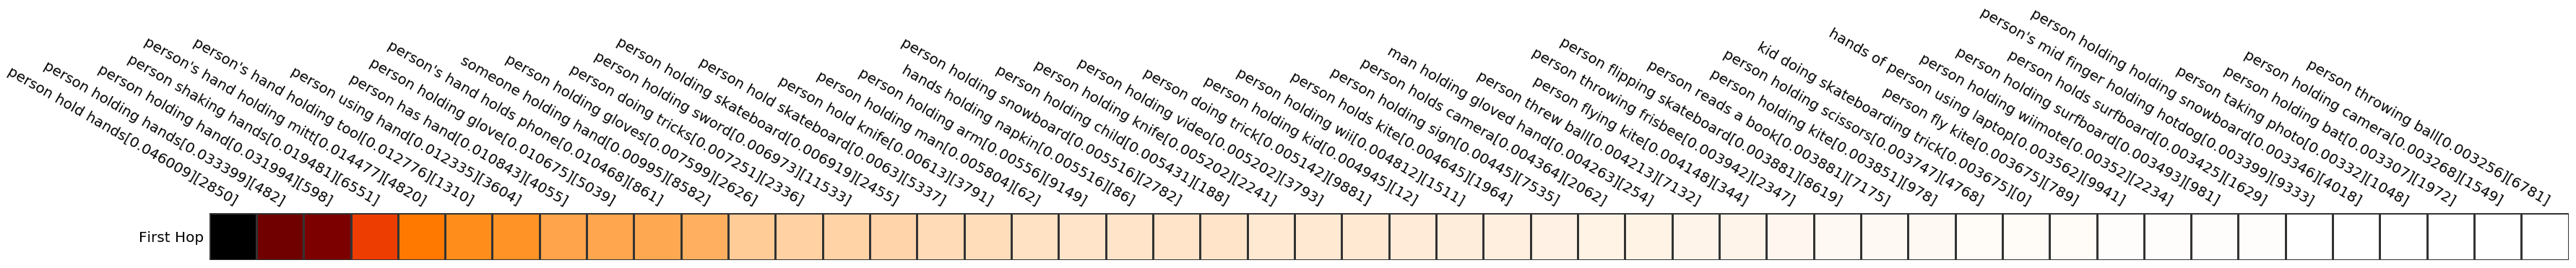 person hold hands[0.046009][2850]
person holding hands[0.03399][482]
person holding hand[0.031994][598]
person shaking hands[0.019481][6551]
person's hand holding mitt[0.014477][4820]
person's hand holding tool[0.012776][1310]
person using hand[0.012335][3604]
person has hand[0.010843][4055]
person holding glove[0.010675][5039]
person's hand holds phone[0.010468][861]
someone holding hand[0.009958][8582]
person holding gloves[0.007599][2626]
person doing tricks[0.007251][2336]
person holding sword[0.006973][11533]
person holding skateboard[0.006919][2455]
person hold skateboard[0.0063][5337]
person hold knife[0.00613][3791]
person holding man[0.005804][62]
person holding arm[0.005556][9149]
hands holding napkin[0.005516][86]
person holding snowboard[0.005516][2782]
person holding child[0.005431][188]
person holding knife[0.005202][2241]
person holding video[0.005202][3793]
person doing trick[0.005142][9881]
person holding kid[0.004945][12]
person holding wii[0.004812][1511]
person holds kite[0.004645][1964]
person holding sign[0.004445][7535]
person holds camera[0.004364][2062]
man holding gloved hand[0.004263][254]
person threw ball[0.004213][7132]
person flying kite[0.004148][344]
person throwing frisbee[0.003942][2347]
person flipping skateboard[0.003881][8619]
person reads a book[0.003881][7175]
person holding kite[0.003851][978]
person holding scissors[0.003747][4768]
kid doing skateboarding trick[0.003675][0]
person fly kite[0.003675][789]
hands of person using laptop[0.003562][9941]
person holding wiimote[0.00352][2234]
person holding surfboard[0.003493][981]
person holds surfboard[0.003425][1629]
person's mid finger holding hotdog[0.003399][9333]
person holding snowboard[0.003346][4018]
person taking photo[0.00332][1048]
person holding bat[0.003307][1972]
person holding camera[0.003268][1549]
person throwing ball[0.003256][6781]
First Hop